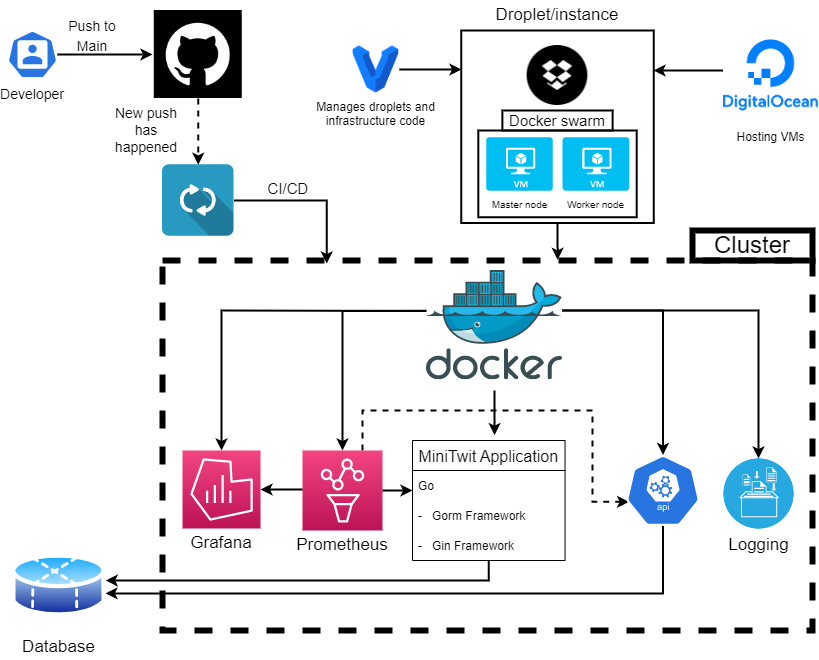 Droplet/instance
Push to
Main
Developer
Manages droplets and
infrastructure code
DigitalOcean
Hosting VMs
New push
has
happened
Docker swarm
VM
VM
Master node
Worker node
CI/CD
Cluster
docker
MiniTwit Application
Go
- Gorm Framework
- Gin Framework
api
Grafana
Prometheus
Logging
Database